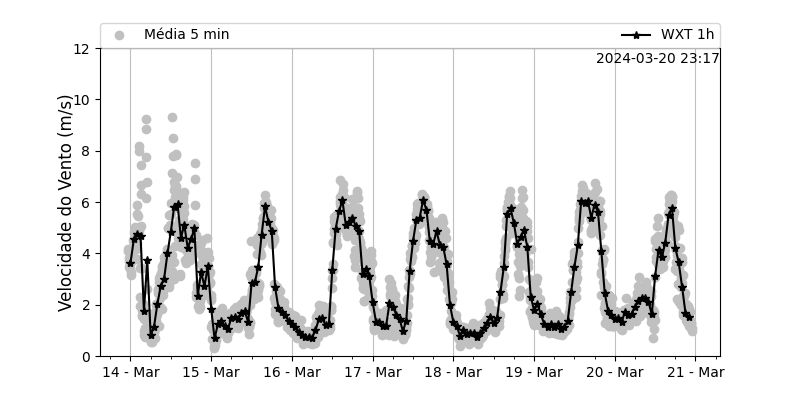 Média 5 min
WXT 1h
2024-03-20 23:17
Velocidade do Vento (m/s)
12
10
8
6
4
2
0
14 - Mar
15 - Mar
16 - Mar
17 - Mar
18 - Mar
19 - Mar
20 - Mar
21 - Mar